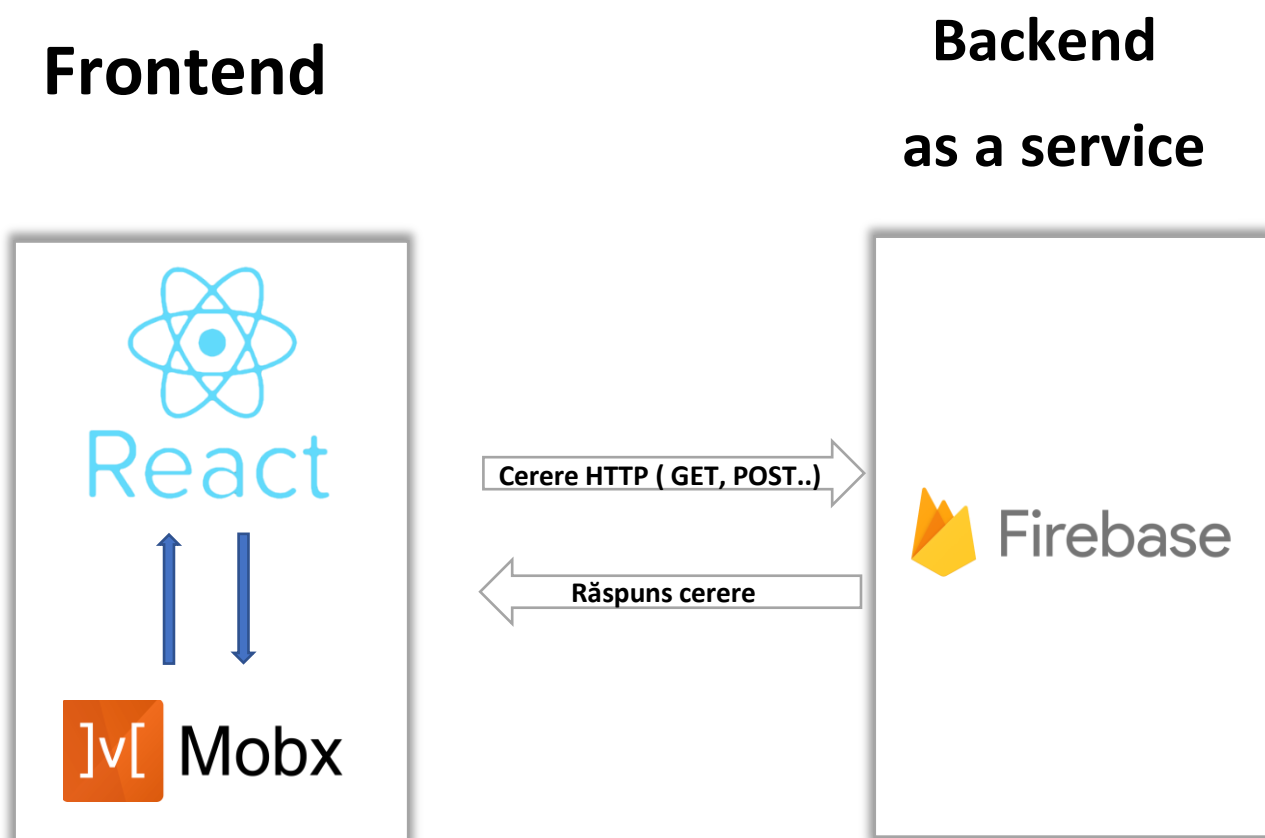 Frontend
Backend
as a service
React
Cerere HTTP ( GET, POST..)
Firebase
Răspuns cerere
]v[ Mobx